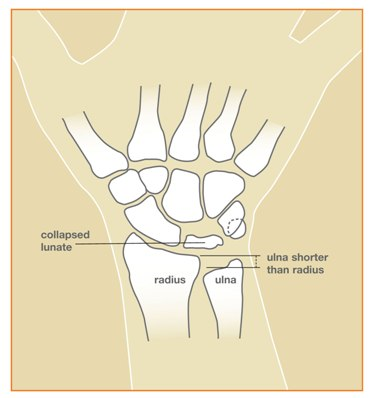 collapsed
lunate
ulna shorter
than radius
radius
ulna